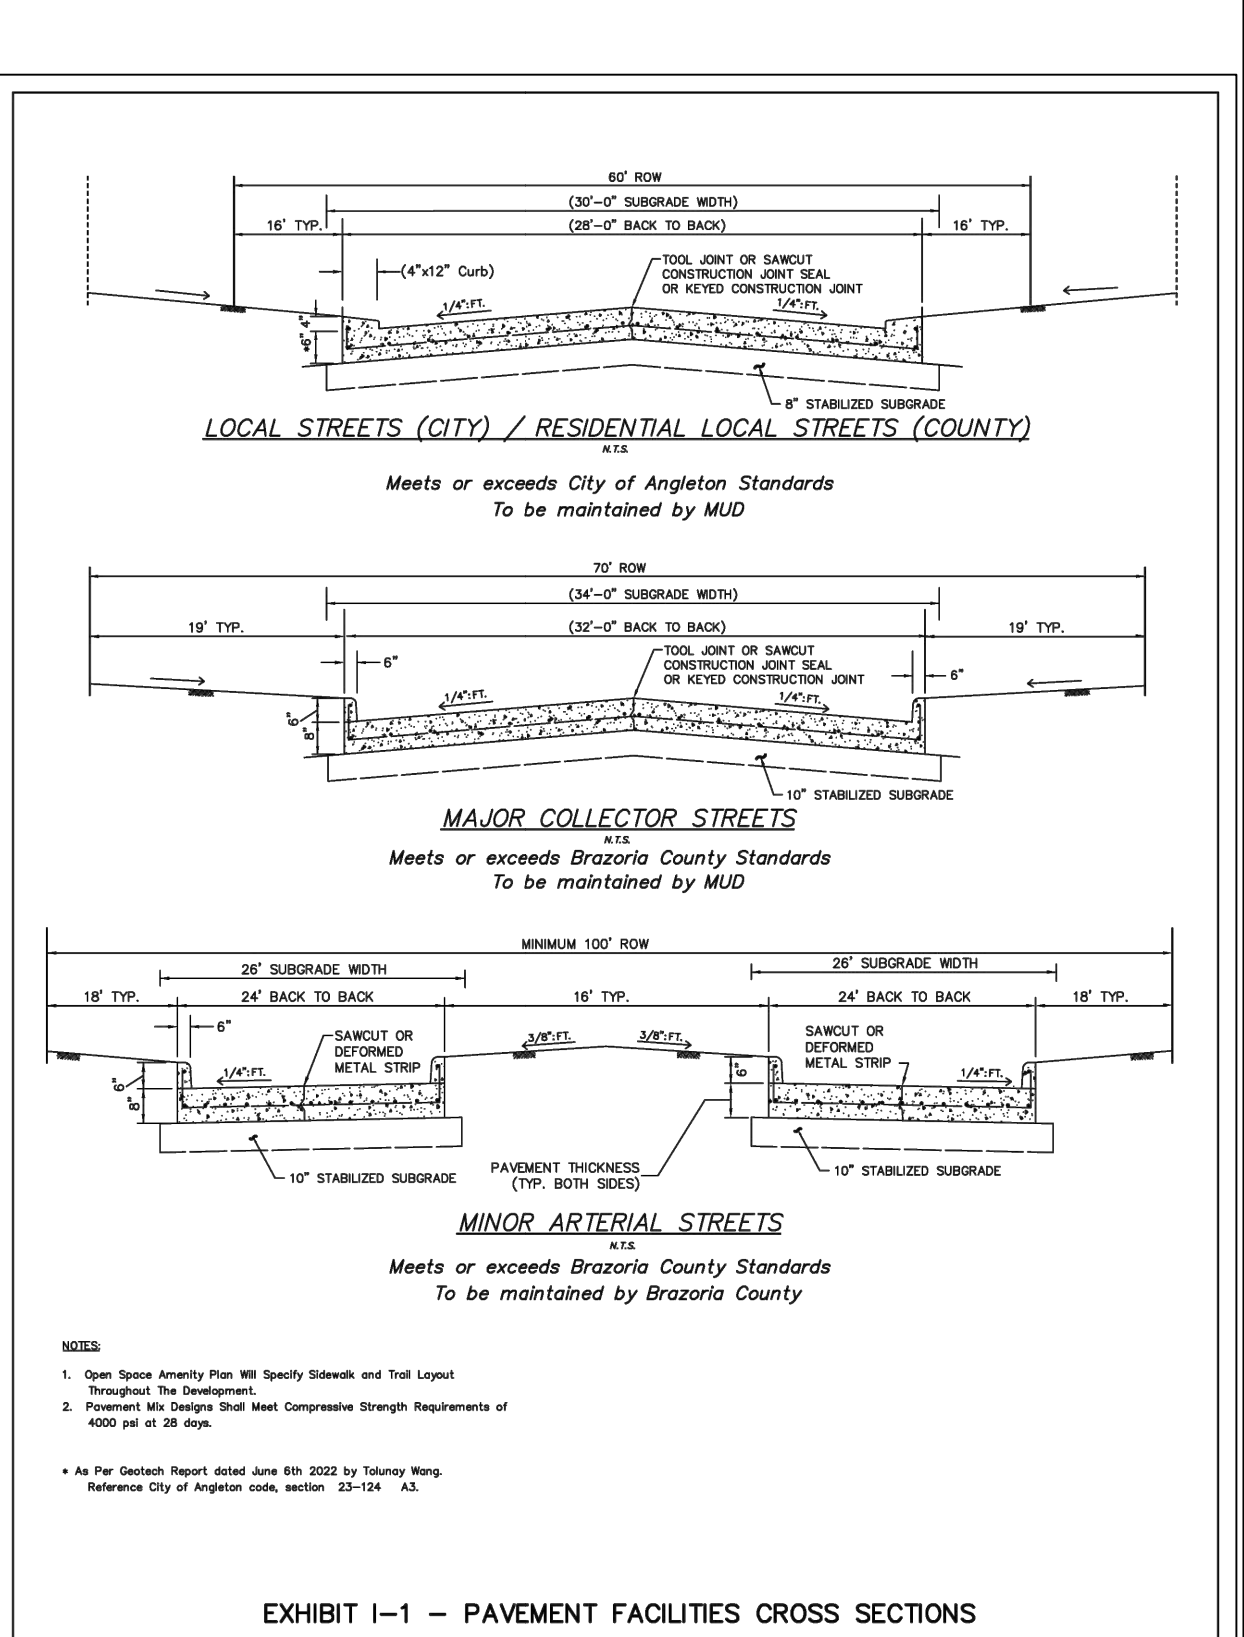 60' ROW
(30'-0" SUBGRADE WIDTH)
16' TYP.
(28'-0" BACK TO BACK)
16' TYP.
(4"x12" Curb)
TOOL JOINT OR SAWCUT
CONSTRUCTION JOINT SEAL
OR KEYED CONSTRUCTION JOINT
1/4":FT.
1/4":FT.
4"
*6"
8" STABILIZED SUBGRADE
LOCAL STREETS (CITY) / RESIDENTIAL LOCAL STREETS (COUNTY)
N.T.S.
Meets or exceeds City of Angleton Standards
To be maintained by MUD
70' ROW
(34'-0" SUBGRADE WIDTH)
19' TYP.
(32'-0" BACK TO BACK)
19' TYP.
6"
TOOL JOINT OR SAWCUT
CONSTRUCTION JOINT SEAL
OR KEYED CONSTRUCTION JOINT
6"
1/4":FT.
1/4":FT.
6"
8"
10" STABILIZED SUBGRADE
MAJOR COLLECTOR STREETS
N.T.S.
Meets or exceeds Brazoria County Standards
To be maintained by MUD
MINIMUM 100' ROW
26' SUBGRADE WIDTH
26' SUBGRADE WIDTH
18' TYP.
24' BACK TO BACK
16' TYP.
24' BACK TO BACK
18' TYP.
6"
SAWCUT OR
DEFORMED
METAL STRIP
3/8":FT.
3/8":FT.
SAWCUT OR
DEFORMED
METAL STRIP
6"
1/4":FT.
6"
1/4":FT.
8"
PAVEMENT THICKNESS
(TYP. BOTH SIDES)
10" STABILIZED SUBGRADE
10" STABILIZED SUBGRADE
MINOR ARTERIAL STREETS
N.T.S.
Meets or exceeds Brazoria County Standards
To be maintained by Brazoria County
NOTES:
1. Open Space Amenity Plan Will Specify Sidewalk and Trail Layout
Throughout The Development.
2. Pavement Mix Designs Shall Meet Compressive Strength Requirements of
4000 psi at 28 days.
* As Per Geotech Report dated June 6th 2022 by Tolunay Wang.
Reference City of Angleton code, section 23-124 A3.
EXHIBIT I-1 - PAVEMENT FACILITIES CROSS SECTIONS